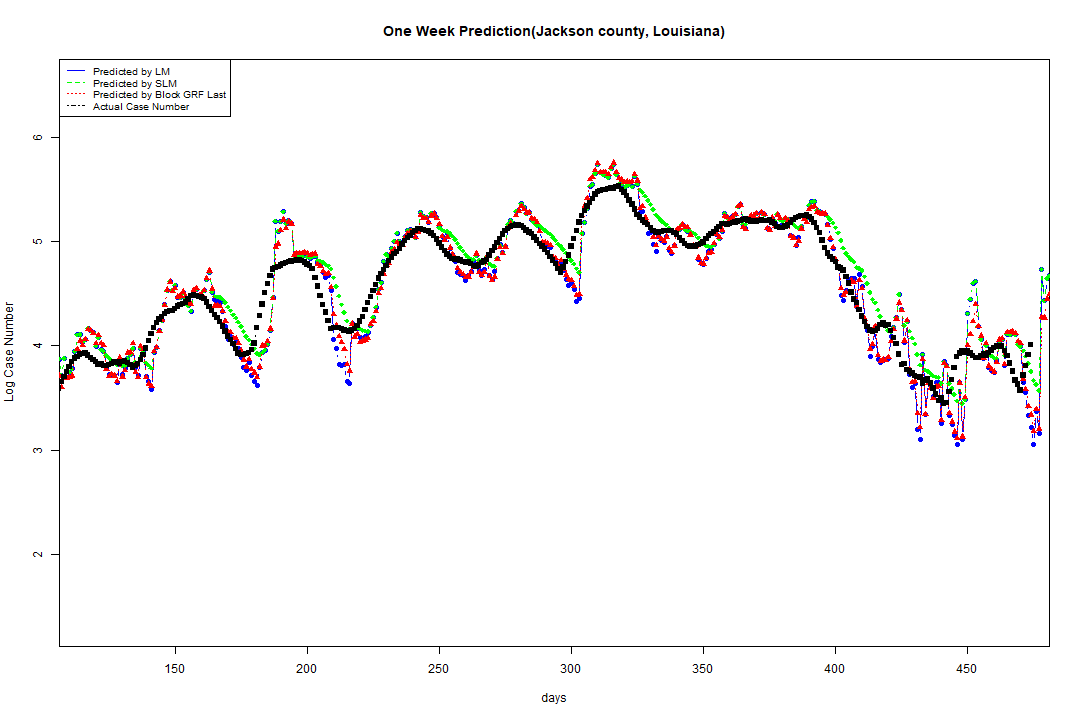 One Week Prediction(Jackson county, Louisiana)
Predicted by LM
Predicted by SLM
Predicted by Block GRF Last
Actual Case Number
6
5
4
3
2
Log Case Number
150 200 250 300 350 400 450
days